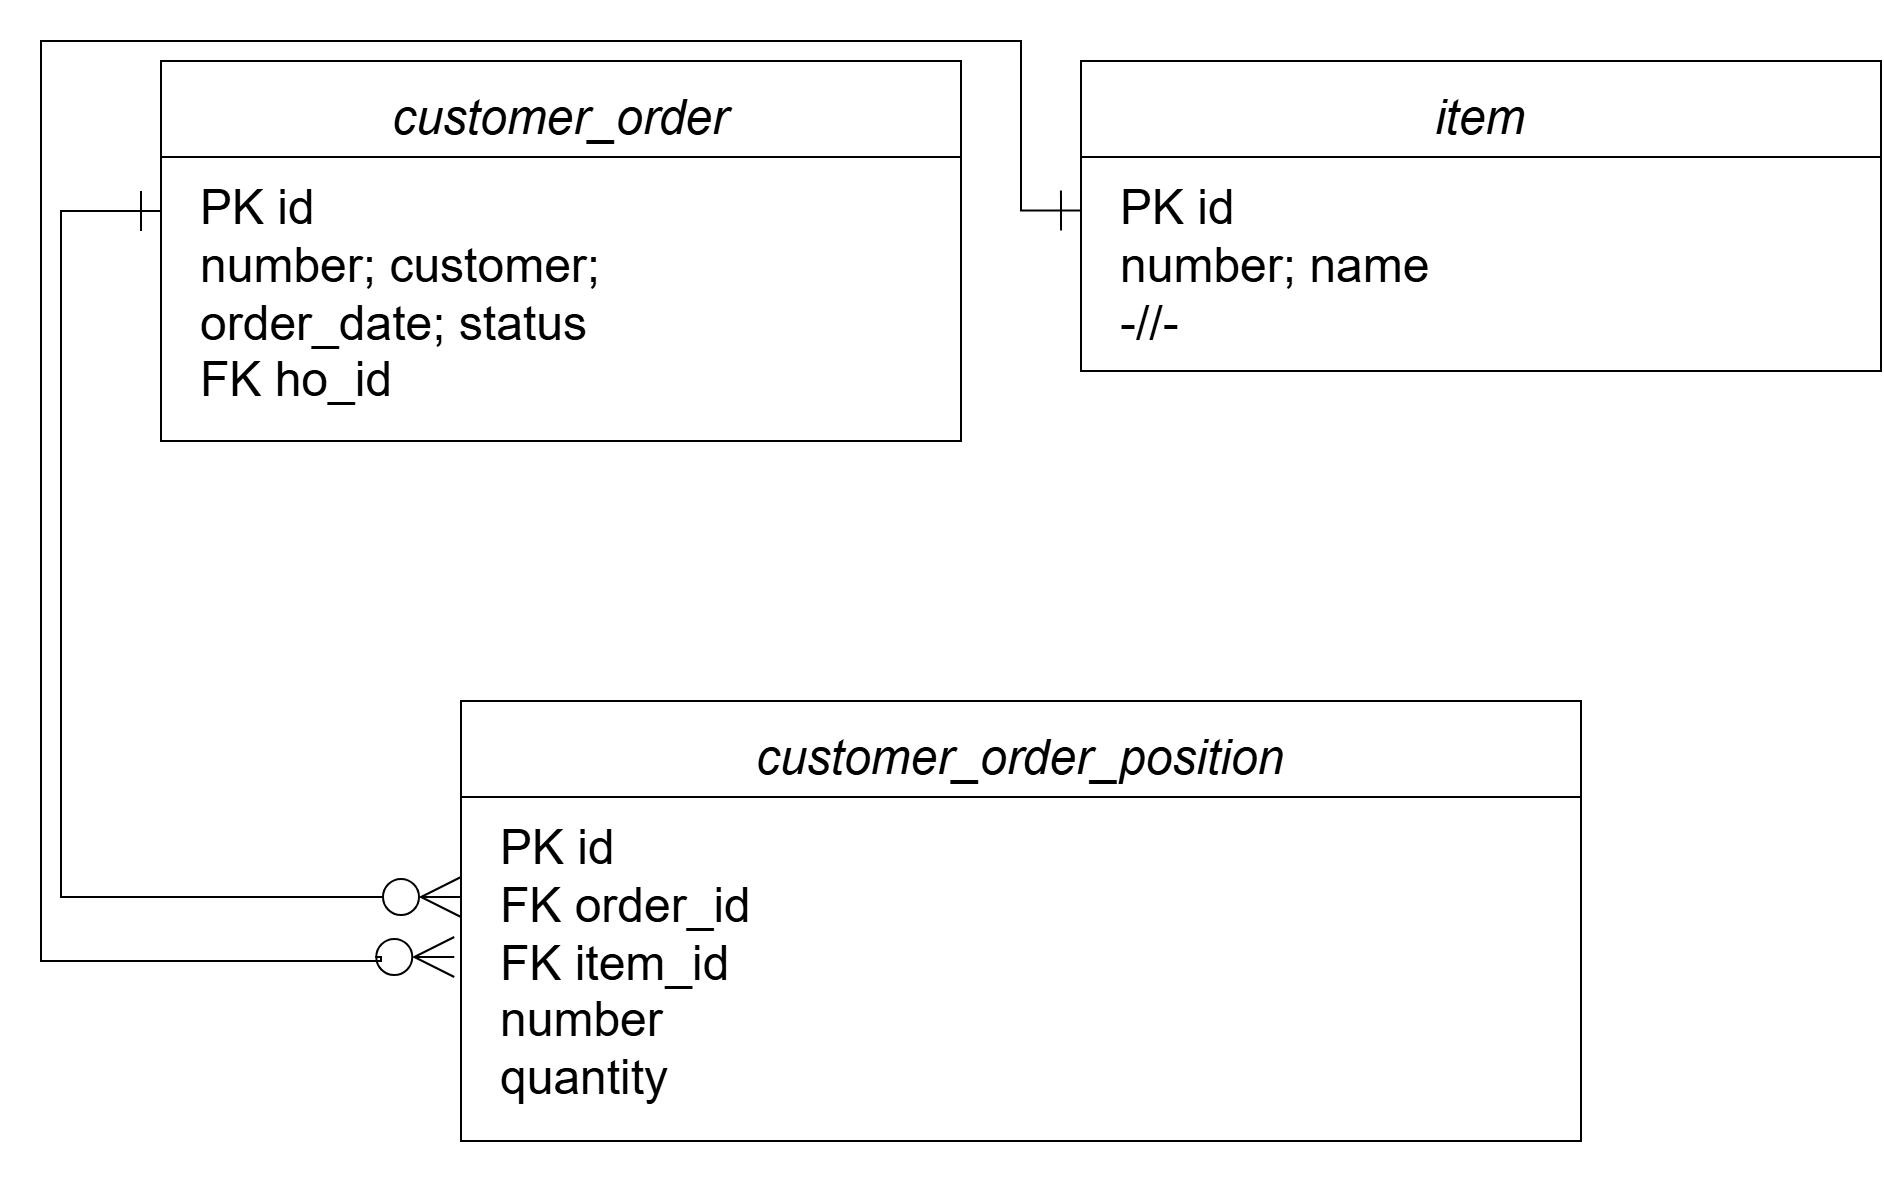 customer_order
PK id
number; customer;
order_date; status
FK ho_id
item
PK id
number; name
-//-
customer_order_position
PK id
FK order_id
FK item_id
number
quantity